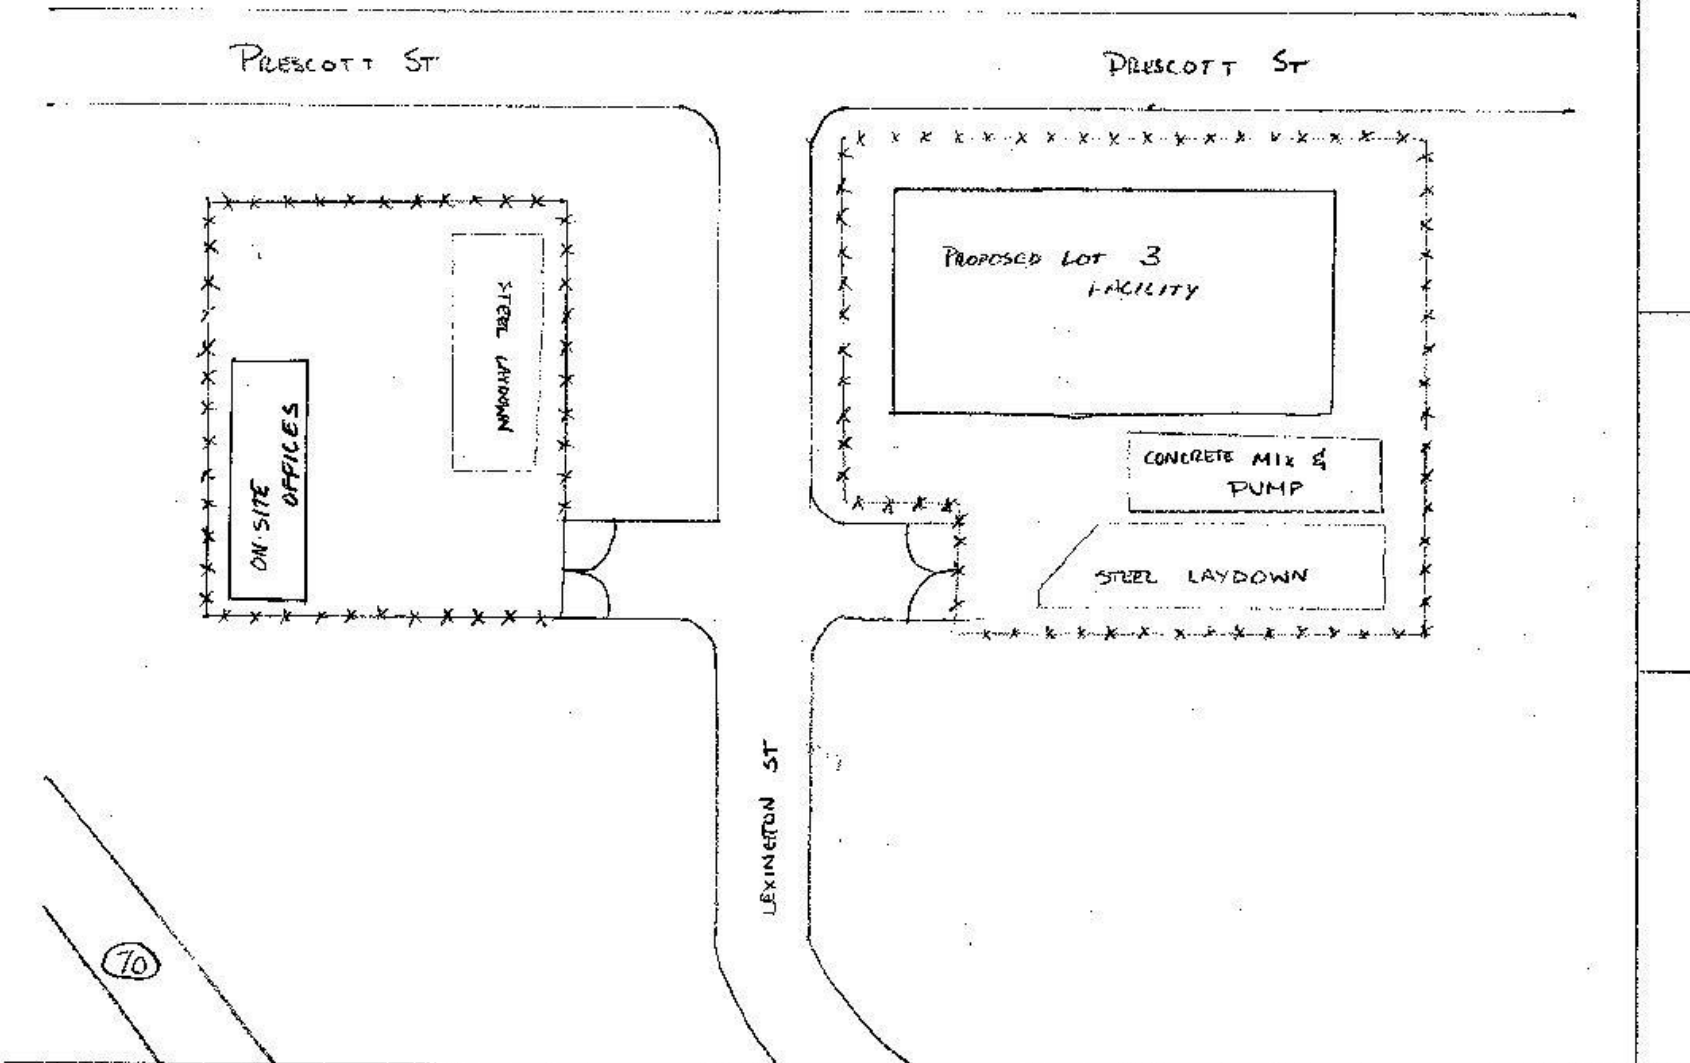 PRESCOTT ST
PRESCOTT ST
PROPOSED LOT 3
FACILITY
STEEL LAYDOWN
ON-SITE
OFFICES
CONCRETE MIX &
PUMP
STEEL LAYDOWN
LEXINGTON ST
70